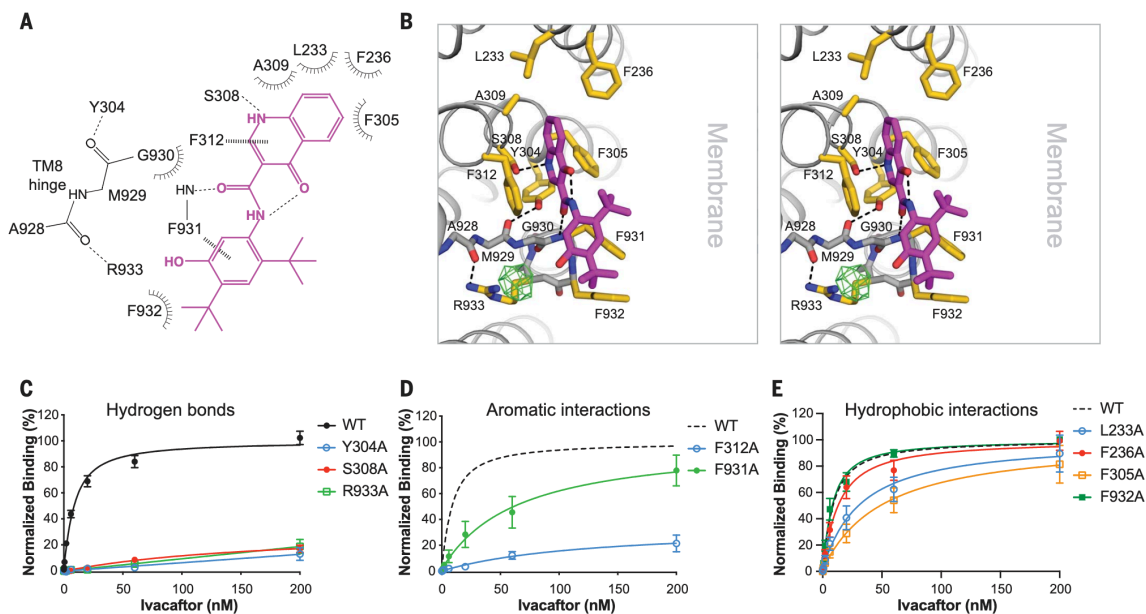 A
L233
A309
F236
S308
HN
F305
Y304
F312
O
G930
O
O
TM8
hinge
HN
NH
M929
HN
A928
F931
O
R933
HO
F932
B
L233
F236
A309
S308
Y304
F305
F312
A928
G930
F931
M929
R933
F932
Membrane
L233
F236
A309
S308
Y304
F305
F312
A928
G930
F931
M929
R933
F932
Membrane
C
Hydrogen bonds
Normalized Binding (%)
120
100
80
60
40
20
0
0 50 100 150 200
Ivacaftor (nM)
WT
Y304A
S308A
R933A
D
Aromatic interactions
Normalized Binding (%)
120
100
80
60
40
20
0
0 50 100 150 200
Ivacaftor (nM)
WT
F312A
F931A
E
Hydrophobic interactions
Normalized Binding (%)
120
100
80
60
40
20
0
0 50 100 150 200
Ivacaftor (nM)
WT
L233A
F236A
F305A
F932A